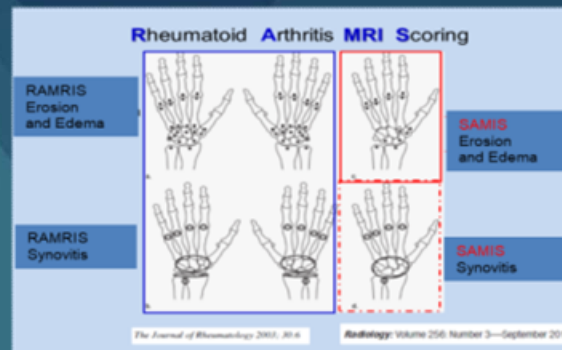 Rheumatoid Arthritis MRI Scoring
RAMRIS
Erosion
and Edema
SAMIS
Erosion
and Edema
RAMRIS
Synovitis
SAMIS
Synovitis
The Journal of Rheumatology 2003; 30:6
Radiology: Volume 256: Number 3—September 20